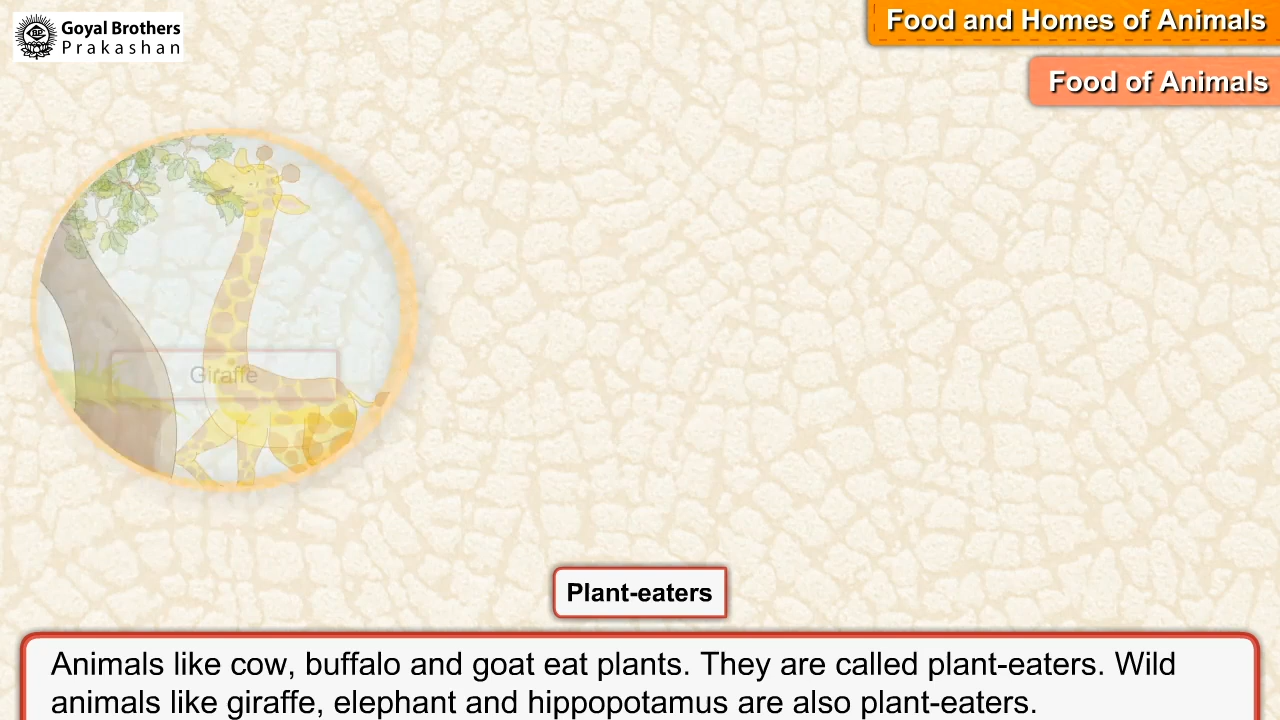 Goyal Brothers
Prakashan
Food and Homes of Animals
Food of Animals
Giraffe
Plant-eaters
Animals like cow, buffalo and goat eat plants. They are called plant-eaters. Wild
animals like giraffe, elephant and hippopotamus are also plant-eaters.